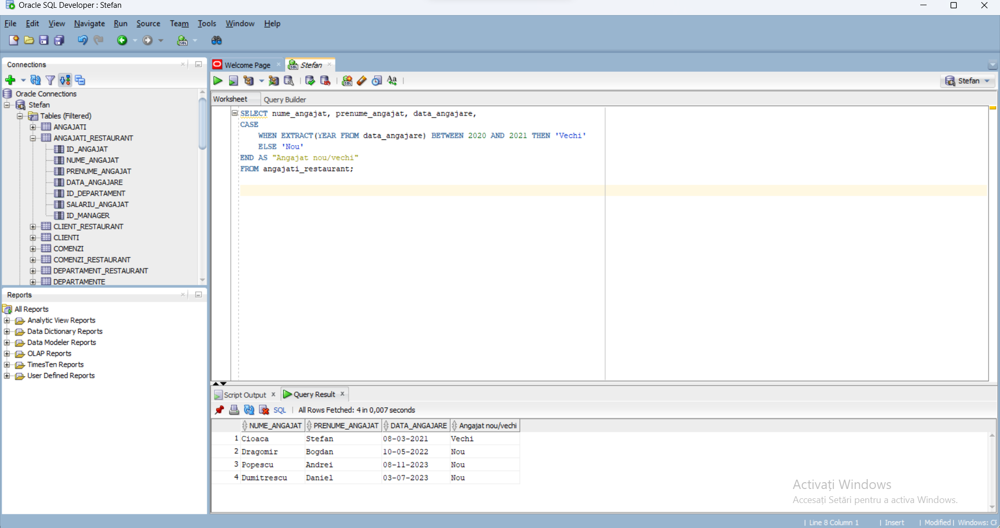 Oracle SQL Developer : Stefan
File Edit View Navigate Run Source Team Tools Window Help
Connections
Oracle Connections
Stefan
Tables (Filtered)
ANGAJATI
ANGAJATI_RESTAURANT
ID_ANGAJAT
NUME_ANGAJAT
PRENUME_ANGAJAT
DATA_ANGAJARE
ID_DEPARTAMENT
SALARIU_ANGAJAT
ID_MANAGER
CLIENT_RESTAURANT
CLIENTI
COMENZI
COMENZI_RESTAURANT
DEPARTAMENT_RESTAURANT
DEPARTAMENTE
Reports
All Reports
Analytic View Reports
Data Dictionary Reports
Data Modeler Reports
OLAP Reports
TimesTen Reports
User Defined Reports
Welcome Page Stefan
Stefan
Worksheet Query Builder
SELECT nume_angajat, prenume_angajat, data_angajare,
CASE
WHEN EXTRACT(YEAR FROM data_angajare) BETWEEN 2020 AND 2021 THEN 'Vechi'
ELSE 'Nou'
END AS "Angajat nou/vechi"
FROM angajati_restaurant;
Script Output Query Result
SQL All Rows Fetched: 4 in 0,007 seconds
NUME_ANGAJAT PRENUME_ANGAJAT DATA_ANGAJARE Angajat nou/vechi
1 Cioaca Stefan 08-03-2021 Vechi
2 Dragomir Bogdan 10-05-2022 Nou
3 Popescu Andrei 08-11-2023 Nou
4 Dumitrescu Daniel 03-07-2023 Nou
Activați Windows
Accesați Setări pentru a activa Windows.
Line 8 Column 1 | Insert | Modified | Windows: